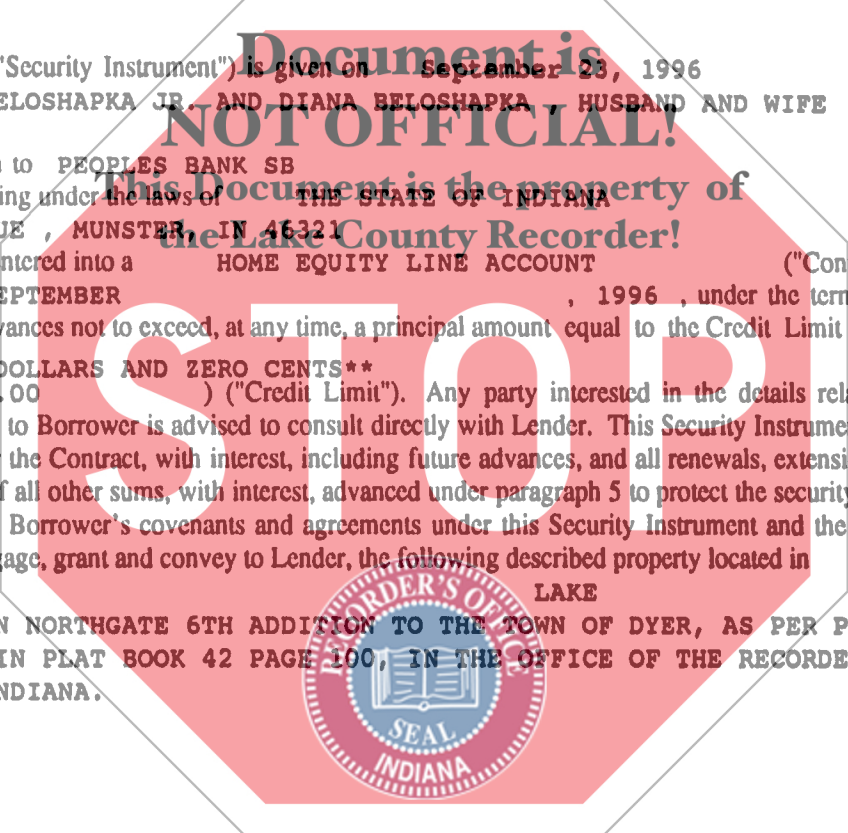 Document is
NOT OFFICIAL!
This Document is the property of
the Lake County Recorder!
STOP
"Security Instrument") is given on September 23, 1996
ELOSHAPKA JR. AND DIANA BELOSHAPKA , HUSBAND AND WIFE
to PEOPLES BANK SB
ing under the laws of THE STATE OF INDIANA
UE , MUNSTER, IN 46321
ntered into a HOME EQUITY LINE ACCOUNT ("Con
EPTEMBER , 1996 , under the term
vances not to exceed, at any time, a principal amount equal to the Credit Limit
DOLLARS AND ZERO CENTS**
.00 ) ("Credit Limit"). Any party interested in the details rel
to Borrower is advised to consult directly with Lender. This Security Instrume
the Contract, with interest, including future advances, and all renewals, extensi
f all other sums, with interest, advanced under paragraph 5 to protect the security
Borrower's covenants and agreements under this Security Instrument and the
gage, grant and convey to Lender, the following described property located in
LAKE
N NORTHGATE 6TH ADDITION TO THE TOWN OF DYER, AS PER P
IN PLAT BOOK 42 PAGE 100, IN THE OFFICE OF THE RECORDE
NDIANA.
RECORDER'S OFFICE
SEAL
INDIANA